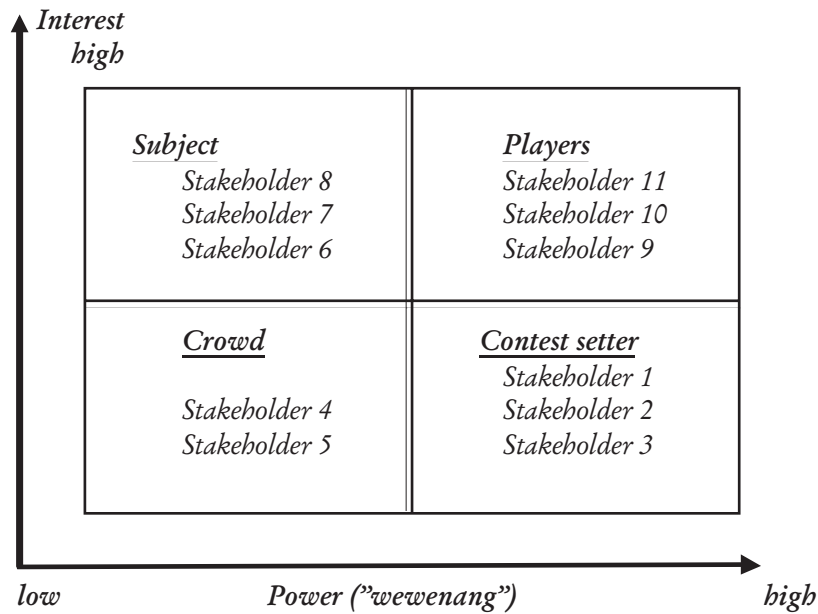 Interest
high
Subject
Stakeholder 8
Stakeholder 7
Stakeholder 6
Players
Stakeholder 11
Stakeholder 10
Stakeholder 9
Crowd
Stakeholder 4
Stakeholder 5
Contest setter
Stakeholder 1
Stakeholder 2
Stakeholder 3
low
Power (”wewenang”)
high